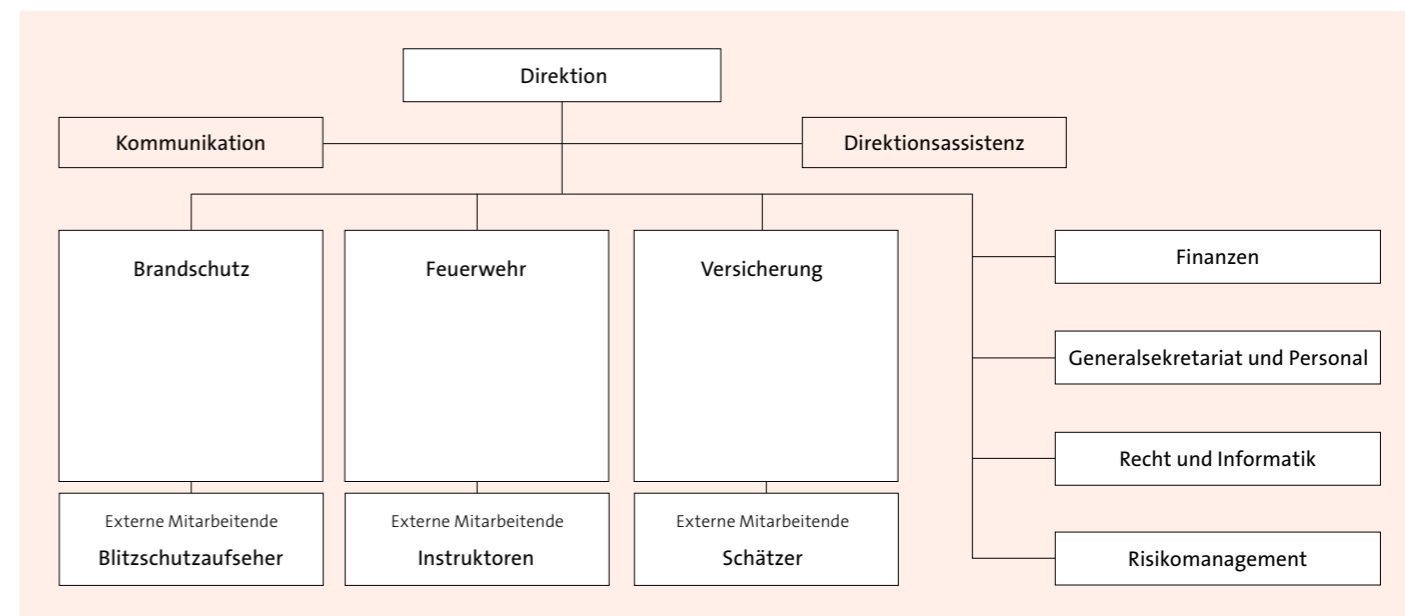 Direktion
Kommunikation
Direktionsassistenz
Brandschutz
Feuerwehr
Versicherung
Finanzen
Generalsekretariat und Personal
Recht und Informatik
Risikomanagement
Externe Mitarbeitende
Blitzschutzaufseher
Externe Mitarbeitende
Instruktoren
Externe Mitarbeitende
Schätzer